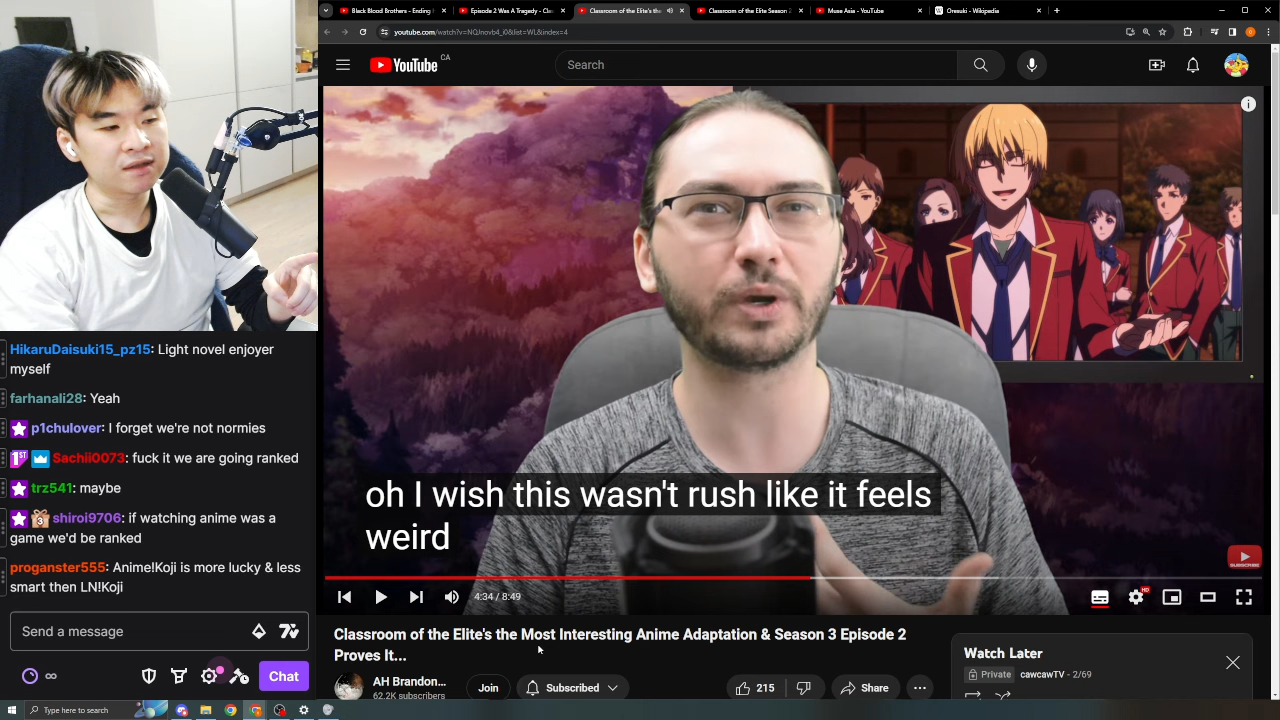 Black Blood Brothers - Ending
Episode 2 Was A Tragedy - Cla
Classroom of the Elite's the
Classroom of the Elite Season
Muse Asia - YouTube
Oresuki - Wikipedia
youtube.com/watch?v=NQJnovb4_i0&list=WL&index=4
YouTube CA
Search
HikaruDaisuki15_pz15: Light novel enjoyer
myself
farhanali28: Yeah
p1chulover: I forget we're not normies
1ST Sachii0073: fuck it we are going ranked
trz541: maybe
3 shiroi9706: if watching anime was a
game we'd be ranked
proganster555: Anime!Koji is more lucky & less
smart then LN!Koji
Send a message
Chat
oh I wish this wasn't rush like it feels
weird
SUBSCRIBE
4:34 / 8:49
HD
Classroom of the Elite's the Most Interesting Anime Adaptation & Season 3 Episode 2
Proves It...
AH Brandon...
62.2K subscribers
Join
Subscribed
215
Share
Watch Later
Private
cawcawTV - 2/69
Type here to search